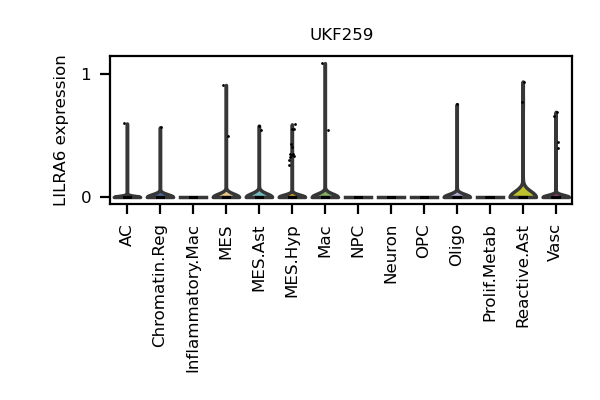 UKF259
LILRA6 expression
1
0
AC
Chromatin.Reg
Inflammatory.Mac
MES
MES.Ast
MES.Hyp
Mac
NPC
Neuron
OPC
Oligo
Prolif.Metab
Reactive.Ast
Vasc